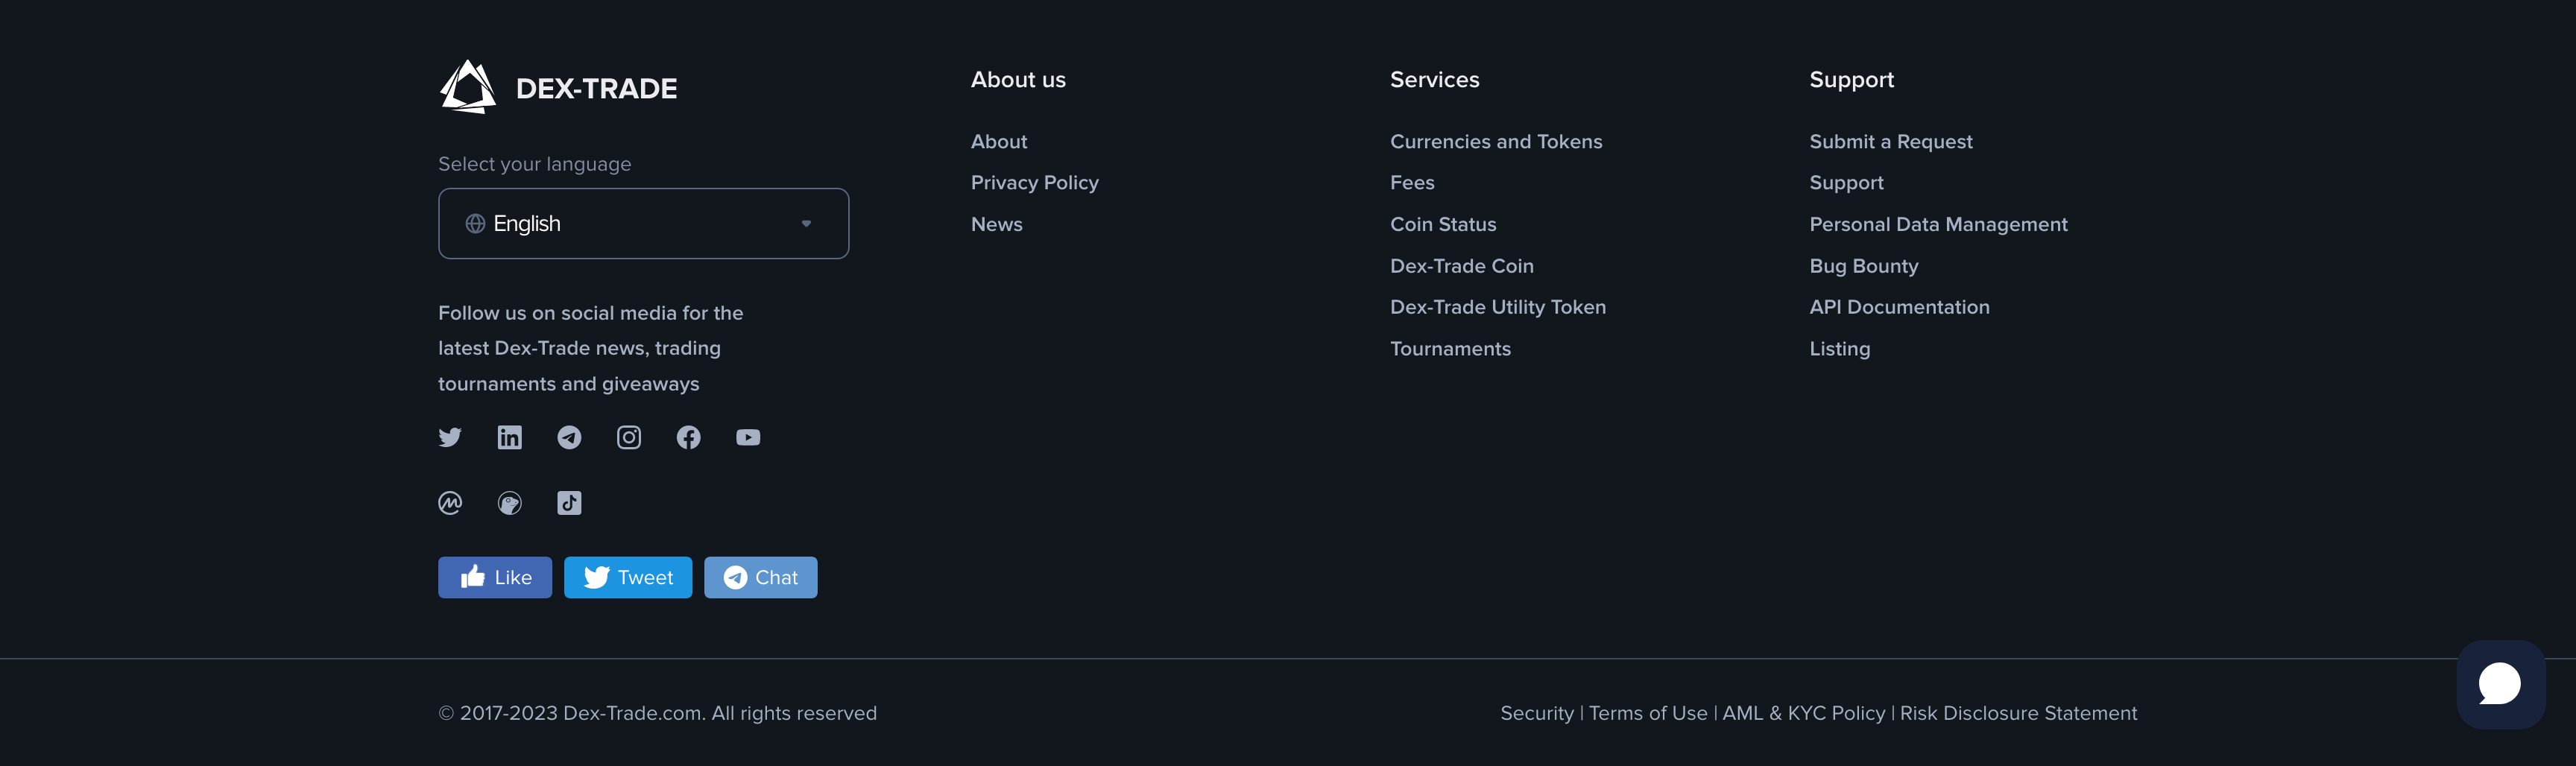 DEX-TRADE
Select your language
English
Follow us on social media for the
latest Dex-Trade news, trading
tournaments and giveaways
Like
Tweet
Chat
About us
About
Privacy Policy
News
Services
Currencies and Tokens
Fees
Coin Status
Dex-Trade Coin
Dex-Trade Utility Token
Tournaments
Support
Submit a Request
Support
Personal Data Management
Bug Bounty
API Documentation
Listing
© 2017-2023 Dex-Trade.com. All rights reserved
Security | Terms of Use | AML & KYC Policy | Risk Disclosure Statement